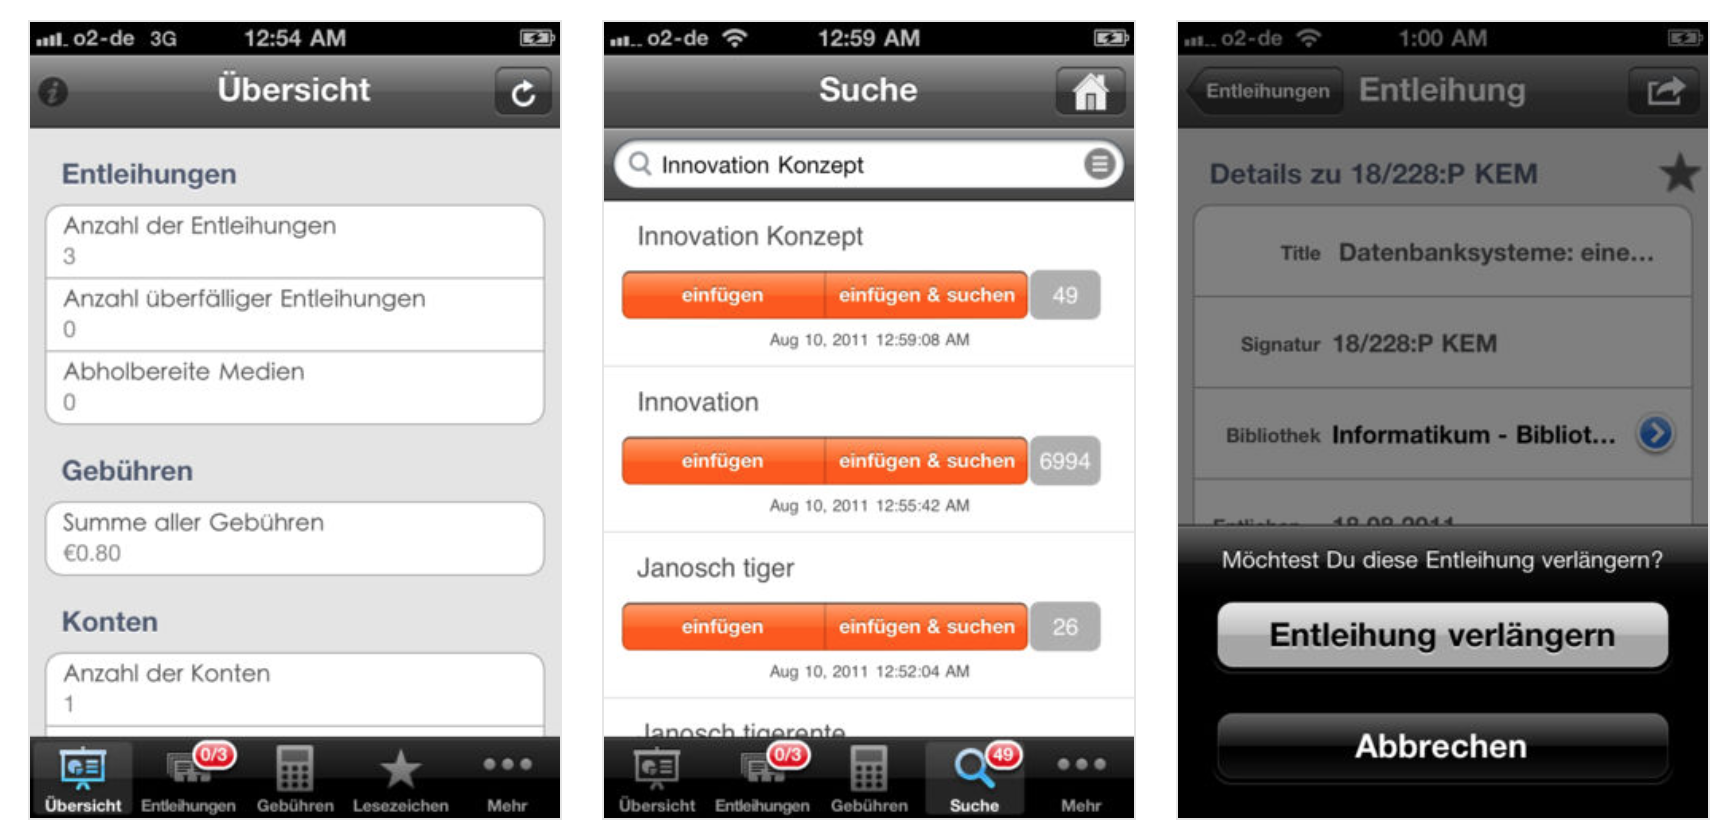 o2-de 3G 12:54 AM
Übersicht
Entleihungen
Anzahl der Entleihungen
3
Anzahl überfälliger Entleihungen
0
Abholbereite Medien
0
Gebühren
Summe aller Gebühren
€0.80
Konten
Anzahl der Konten
1
0/3
Übersicht Entleihungen Gebühren Lesezeichen Mehr
o2-de 12:59 AM
Suche
Innovation Konzept
Innovation Konzept
einfügen einfügen & suchen 49
Aug 10, 2011 12:59:08 AM
Innovation
einfügen einfügen & suchen 6994
Aug 10, 2011 12:55:42 AM
Janosch tiger
einfügen einfügen & suchen 26
Aug 10, 2011 12:52:04 AM
Janosch tigerente
0/3 49
Übersicht Entleihungen Gebühren Suche Mehr
o2-de 1:00 AM
Entleihungen Entleihung
Details zu 18/228:P KEM
Title Datenbanksysteme: eine...
Signatur 18/228:P KEM
Bibliothek Informatikum - Bibliot...
Entliehen 18.08.2011
Möchtest Du diese Entleihung verlängern?
Entleihung verlängern
Abbrechen